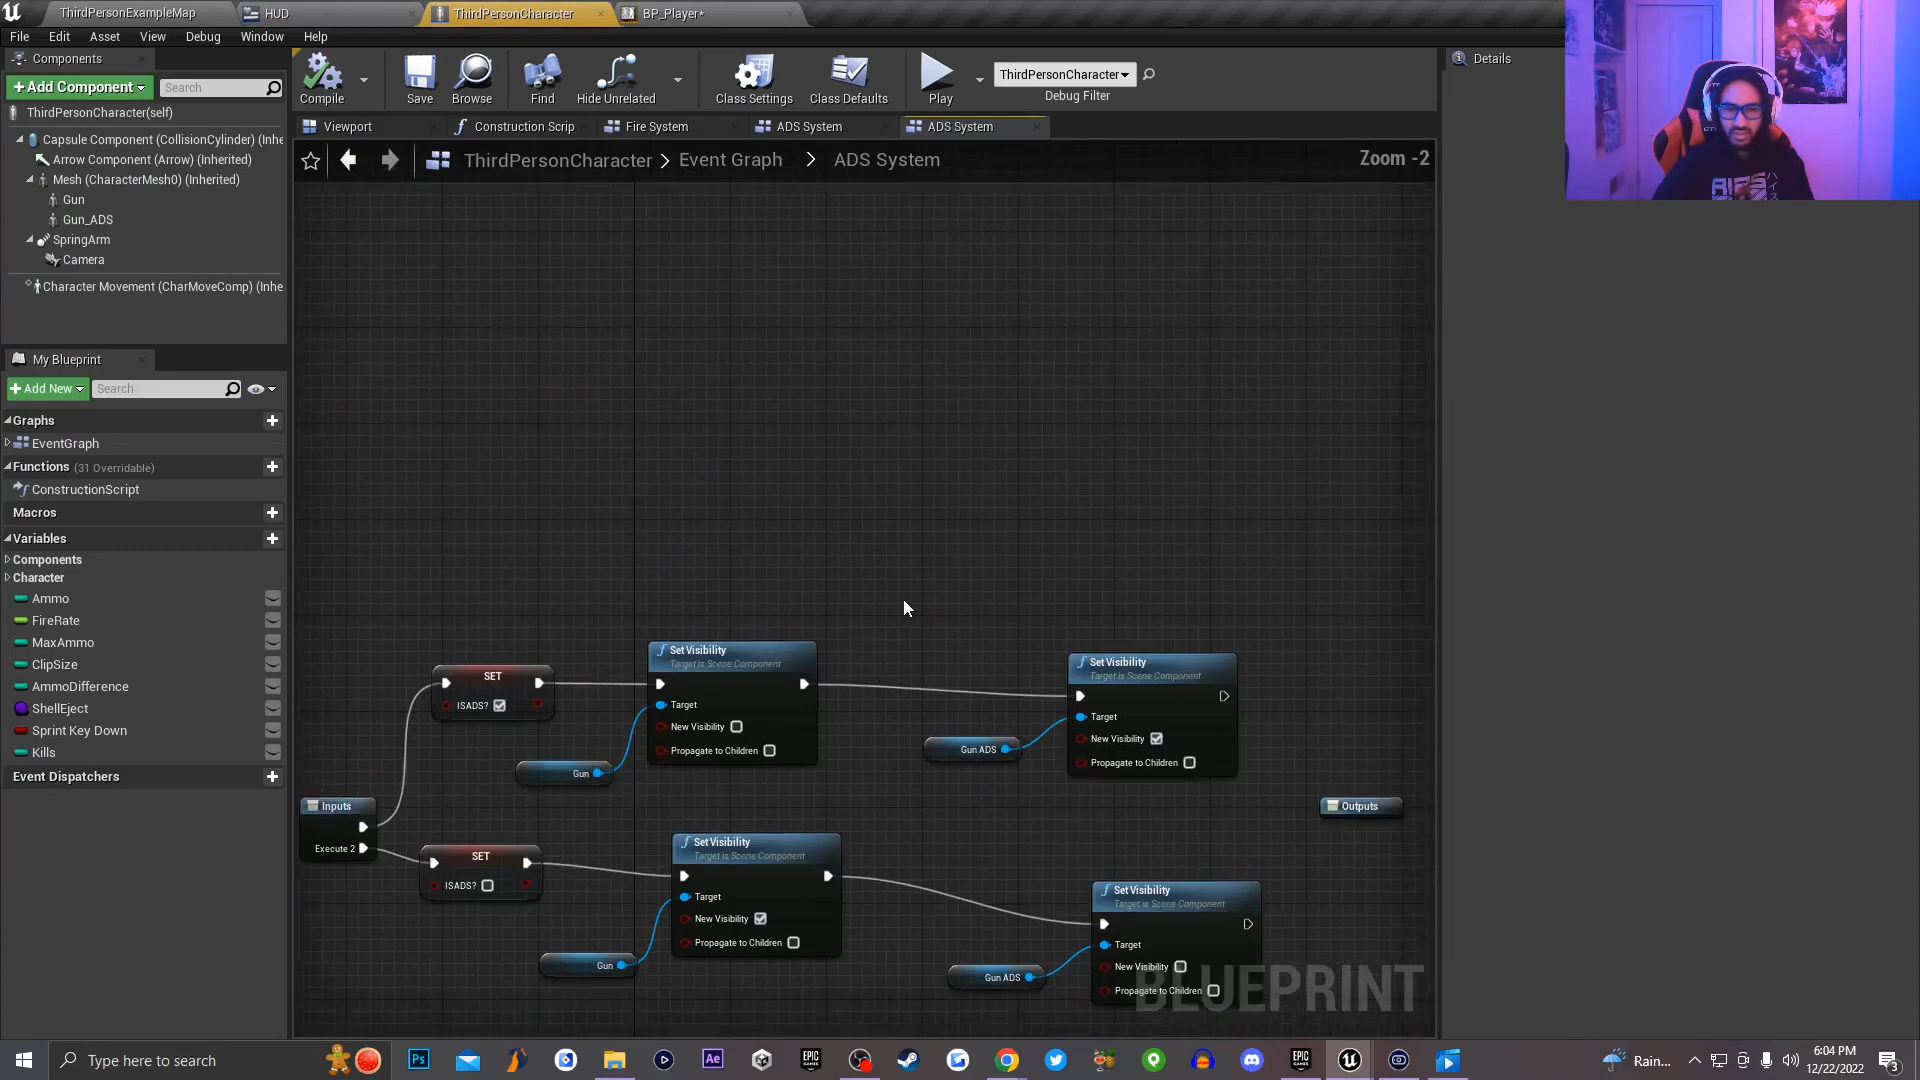 ThirdPersonExampleMap
HUD
ThirdPersonCharacter
BP_Player*
File Edit Asset View Debug Window Help
Components
+Add Component
Search
ThirdPersonCharacter(self)
Capsule Component (CollisionCylinder) (Inhe
Arrow Component (Arrow) (Inherited)
Mesh (CharacterMesh0) (Inherited)
Gun
Gun_ADS
SpringArm
Camera
Character Movement (CharMoveComp) (Inhe
My Blueprint
+Add New
Search
Graphs
EventGraph
Functions (31 Overridable)
ConstructionScript
Macros
Variables
Components
Character
Ammo
FireRate
MaxAmmo
ClipSize
AmmoDifference
ShellEject
Sprint Key Down
Kills
Event Dispatchers
Compile
Save
Browse
Find
Hide Unrelated
Class Settings
Class Defaults
Play
ThirdPersonCharacter
Debug Filter
Viewport
Construction Scrip
Fire System
ADS System
ADS System
ThirdPersonCharacter > Event Graph > ADS System
Zoom -2
Details
Inputs
Execute 2
SET
ISADS?
Set Visibility
Target is Scene Component
Target
New Visibility
Propagate to Children
Gun
Set Visibility
Target is Scene Component
Target
New Visibility
Propagate to Children
Gun ADS
SET
ISADS?
Set Visibility
Target is Scene Component
Target
New Visibility
Propagate to Children
Gun
Set Visibility
Target is Scene Component
Target
New Visibility
Propagate to Children
Gun ADS
Outputs
BLUEPRINT
Type here to search
Ps
Ae
EPIC
GAMES
EPIC
GAMES
Rain...
6:04 PM
12/22/2022
3